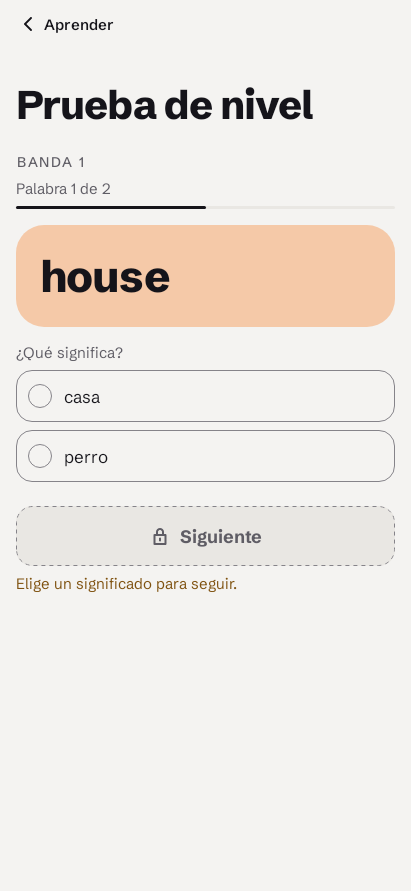 Aprender
Prueba de nivel
BANDA 1
Palabra 1 de 2
house
¿Qué significa?
casa
perro
Siguiente
Elige un significado para seguir.